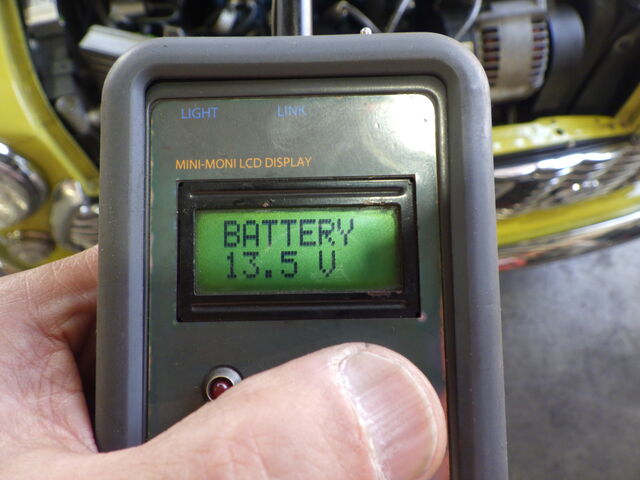 LIGHT LINK
MINI-MONI LCD DISPLAY
BATTERY
13.5 V